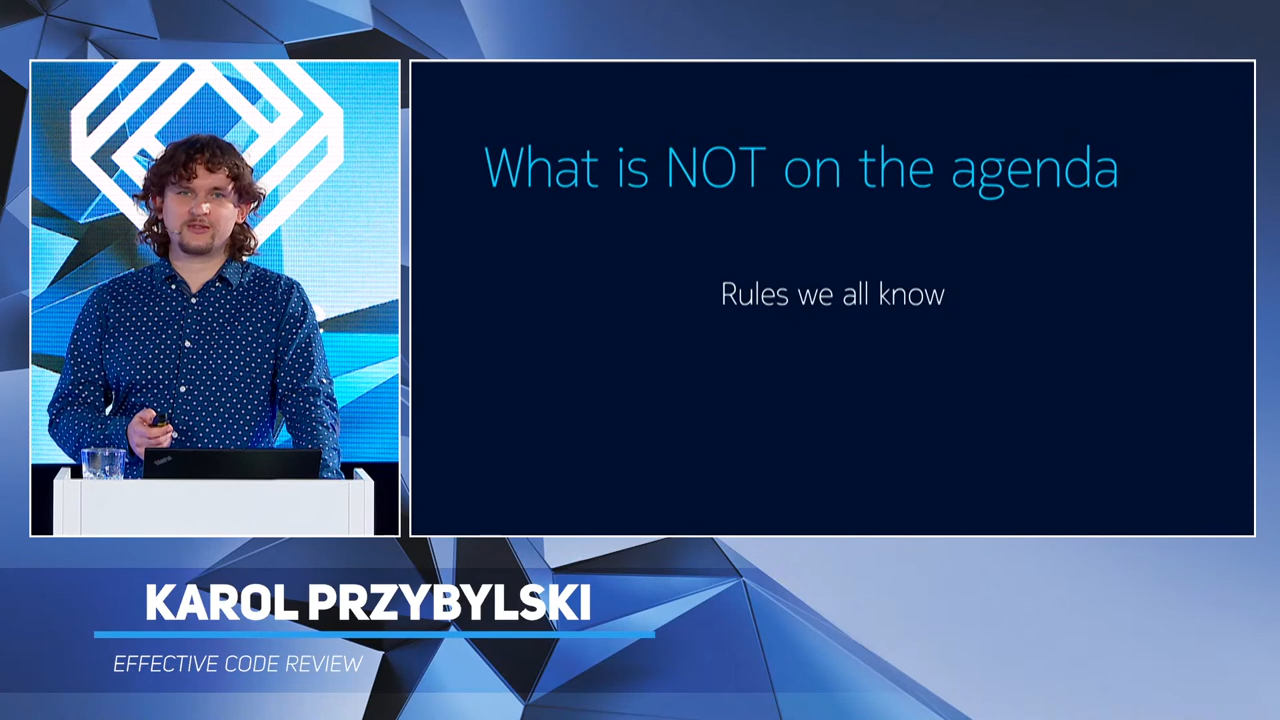 What is NOT on the agenda
Rules we all know
KAROL PRZYBYLSKI
EFFECTIVE CODE REVIEW